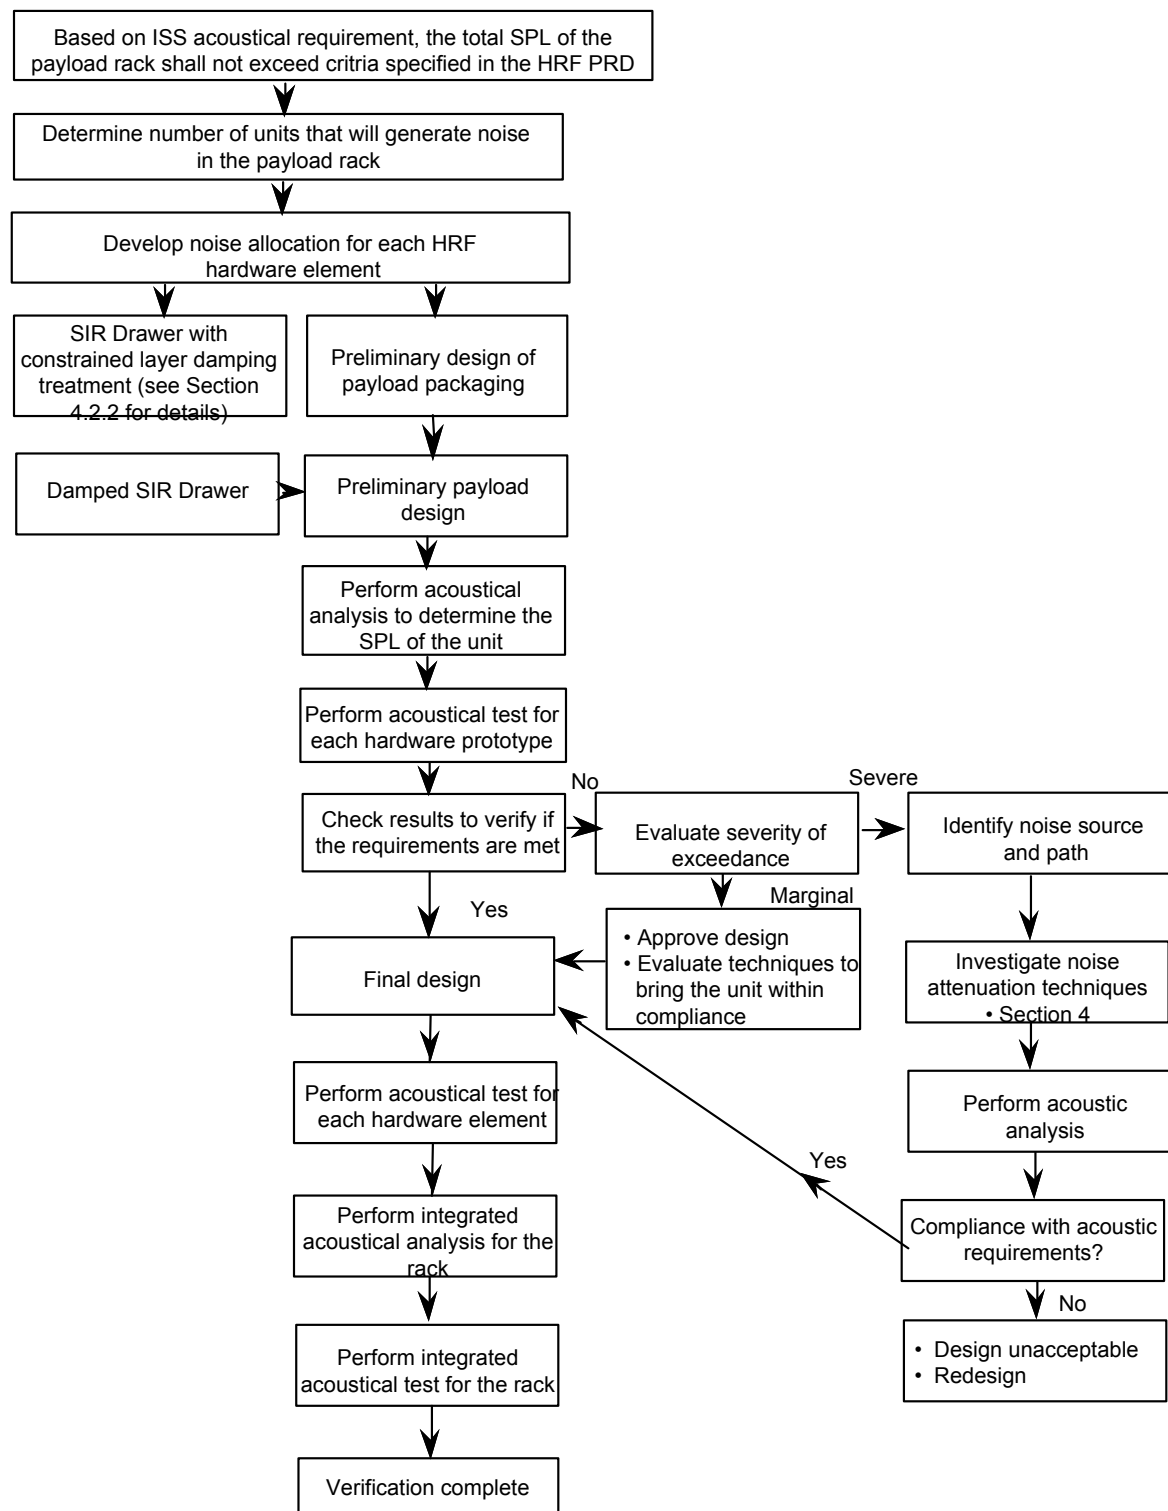 Based on ISS acoustical requirement, the total SPL of the
payload rack shall not exceed critria specified in the HRF PRD
Determine number of units that will generate noise
in the payload rack
Develop noise allocation for each HRF
hardware element
SIR Drawer with
constrained layer damping
treatment (see Section
4.2.2 for details)
Preliminary design of
payload packaging
Damped SIR Drawer
Preliminary payload
design
Perform acoustical
analysis to determine the
SPL of the unit
Perform acoustical test for
each hardware prototype
Check results to verify if
the requirements are met
No
Evaluate severity of
exceedance
Severe
Identify noise source
and path
Yes
Marginal
• Approve design
• Evaluate techniques to
bring the unit within
compliance
Investigate noise
attenuation techniques
• Section 4
Final design
Perform acoustical test for
each hardware element
Perform acoustic
analysis
Yes
Compliance with acoustic
requirements?
No
• Design unacceptable
• Redesign
Perform integrated
acoustical analysis for the
rack
Perform integrated
acoustical test for the rack
Verification complete